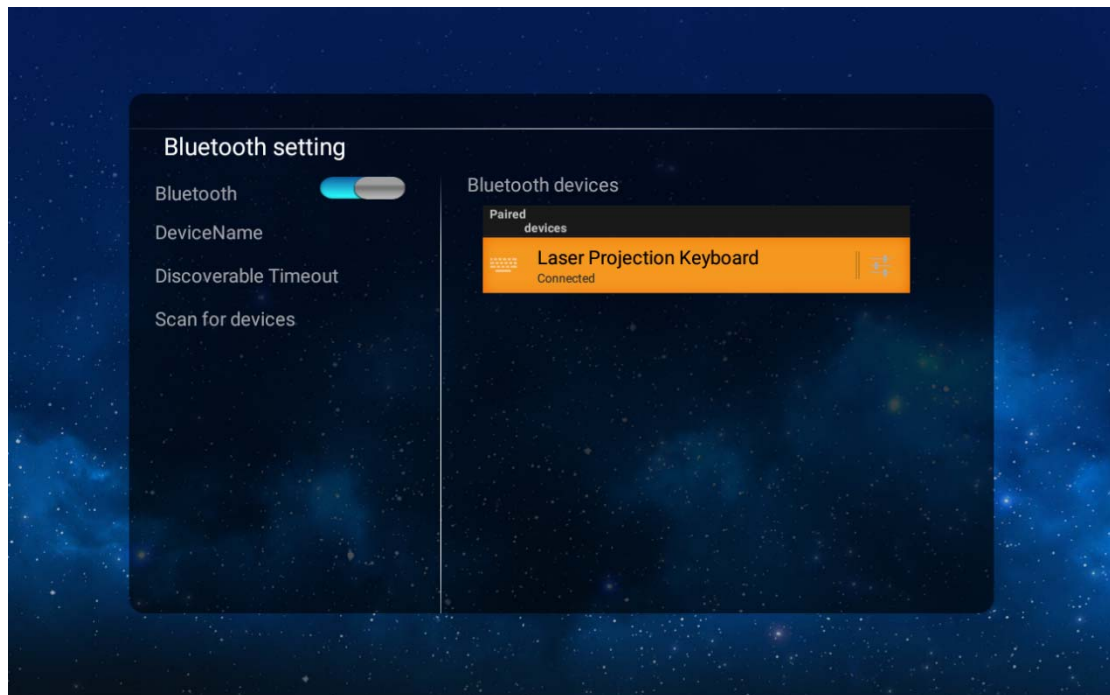 Bluetooth setting
Bluetooth
DeviceName
Discoverable Timeout
Scan for devices
Bluetooth devices
Paired
devices
Laser Projection Keyboard
Connected